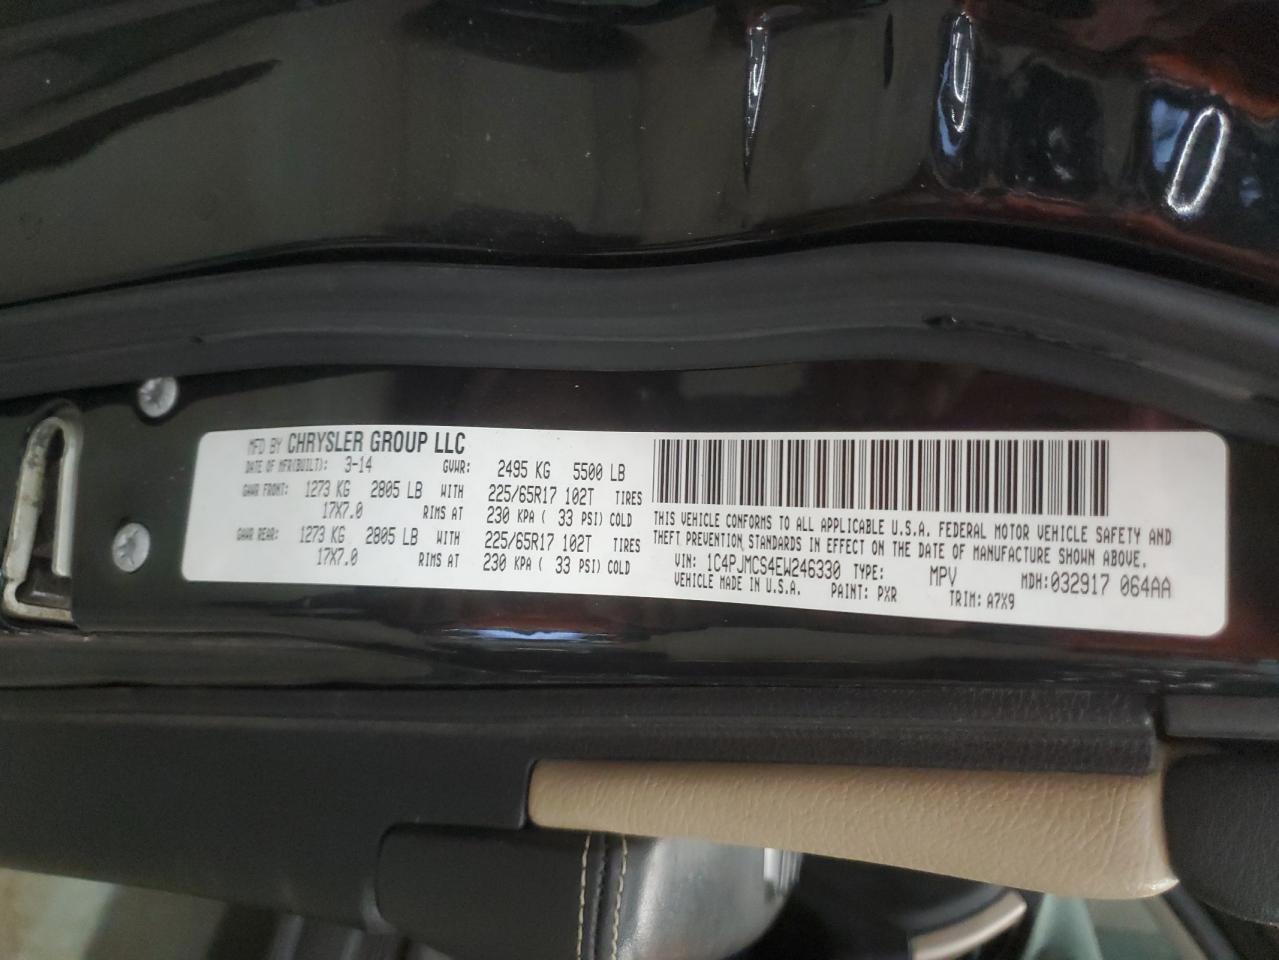 MFD BY CHRYSLER GROUP LLC
DATE OF MFR(BUILT): 3-14 GVWR: 2495 KG 5500 LB
GAWR FRONT: 1273 KG 2805 LB WITH 225/65R17 102T TIRES
17X7.0 RIMS AT 230 KPA ( 33 PSI) COLD
GAWR REAR: 1273 KG 2805 LB WITH 225/65R17 102T TIRES
17X7.0 RIMS AT 230 KPA ( 33 PSI) COLD
THIS VEHICLE CONFORMS TO ALL APPLICABLE U.S.A. FEDERAL MOTOR VEHICLE SAFETY AND
THEFT PREVENTION STANDARDS IN EFFECT ON THE DATE OF MANUFACTURE SHOWN ABOVE.
VIN: 1C4PJMCS4EW246330 TYPE: MPV MDH: 032917 064AA
VEHICLE MADE IN U.S.A. PAINT: PXR TRIM: A7X9